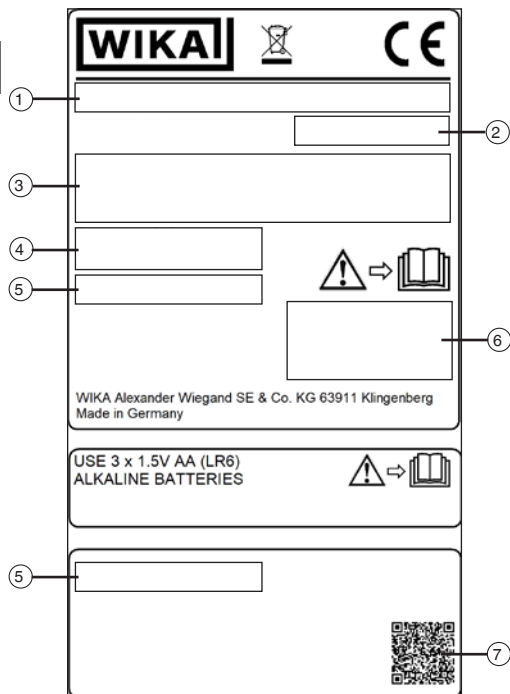 WIKA
CE
1
2
3
4
5
6
WIKA Alexander Wiegand SE & Co. KG 63911 Klingenberg
Made in Germany
USE 3 x 1.5V AA (LR6)
ALKALINE BATTERIES
5
7